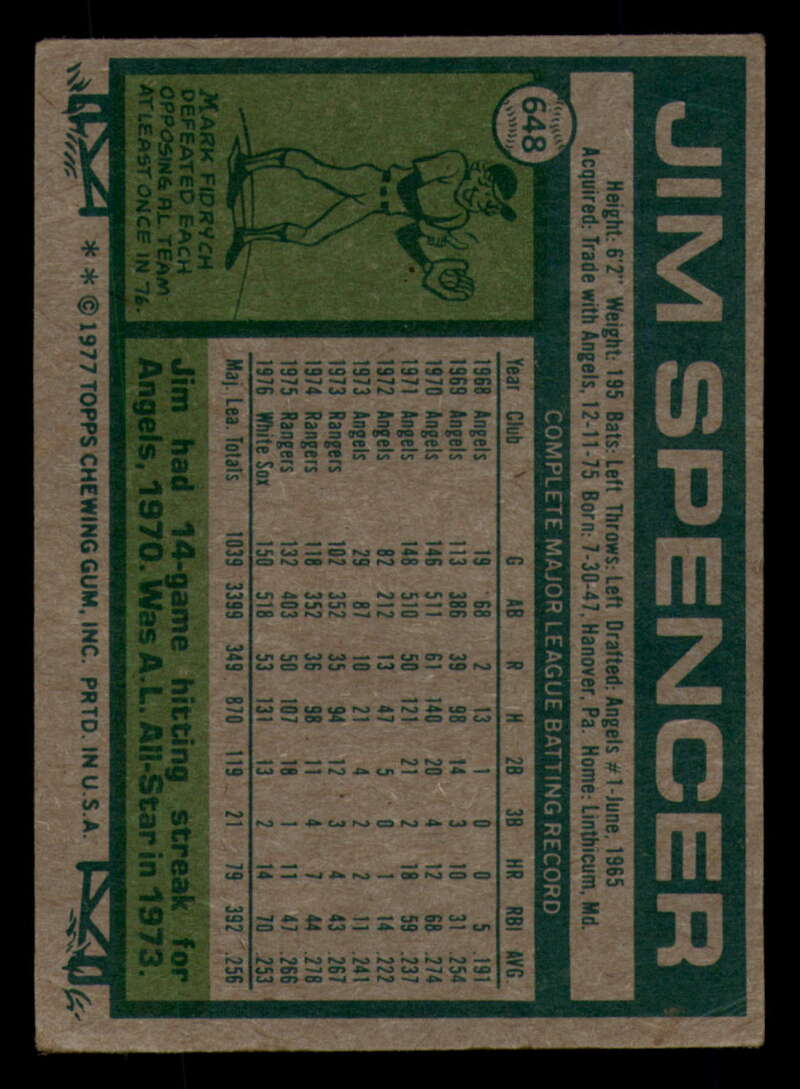 648
JIM SPENCER
Height: 6'2" Weight: 195 Bats: Left Throws: Left Drafted: Angels #1-June, 1965
Acquired: Trade with Angels, 12-11-75 Born: 7-30-47, Hanover, Pa. Home: Linthicum, Md.
COMPLETE MAJOR LEAGUE BATTING RECORD
Year Club G AB R H 2B 3B HR RBI AVG.
1968 Angels 19 68 2 13 1 0 0 5 .191
1969 Angels 113 386 39 98 14 3 10 31 .254
1970 Angels 146 511 61 140 20 4 12 68 .274
1971 Angels 148 510 50 121 21 2 18 59 .237
1972 Angels 82 212 13 47 5 0 1 14 .222
1973 Angels 29 87 10 21 4 2 2 11 .241
1973 Rangers 102 352 35 94 12 3 4 43 .267
1974 Rangers 118 352 36 98 11 4 7 44 .278
1975 Rangers 132 403 50 107 18 1 11 47 .266
1976 White Sox 150 518 53 131 13 2 14 70 .253
Maj. Lea. Totals 1039 3399 349 870 119 21 79 392 .256
MARK FIDRYCH
DEFEATED EACH
OPPOSING A.L. TEAM
AT LEAST ONCE IN '76.
Jim had 14-game hitting streak for
Angels, 1970. Was A.L. All-Star in 1973.
* * © 1977 TOPPS CHEWING GUM, INC. PRTD. IN U.S.A.